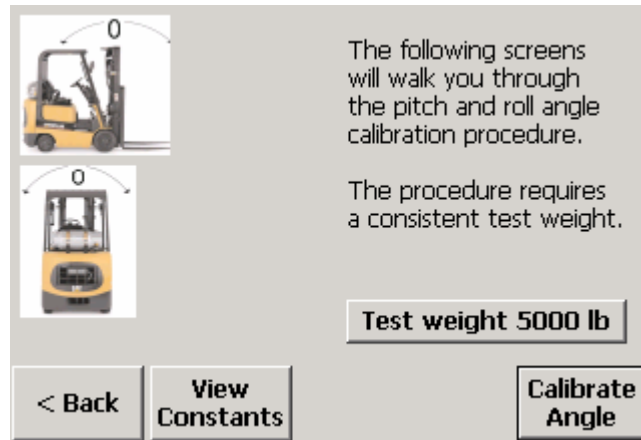 0
The following screens
will walk you through
the pitch and roll angle
calibration procedure.
0
The procedure requires
a consistent test weight.
Test weight 5000 lb
< Back
View
Constants
Calibrate
Angle